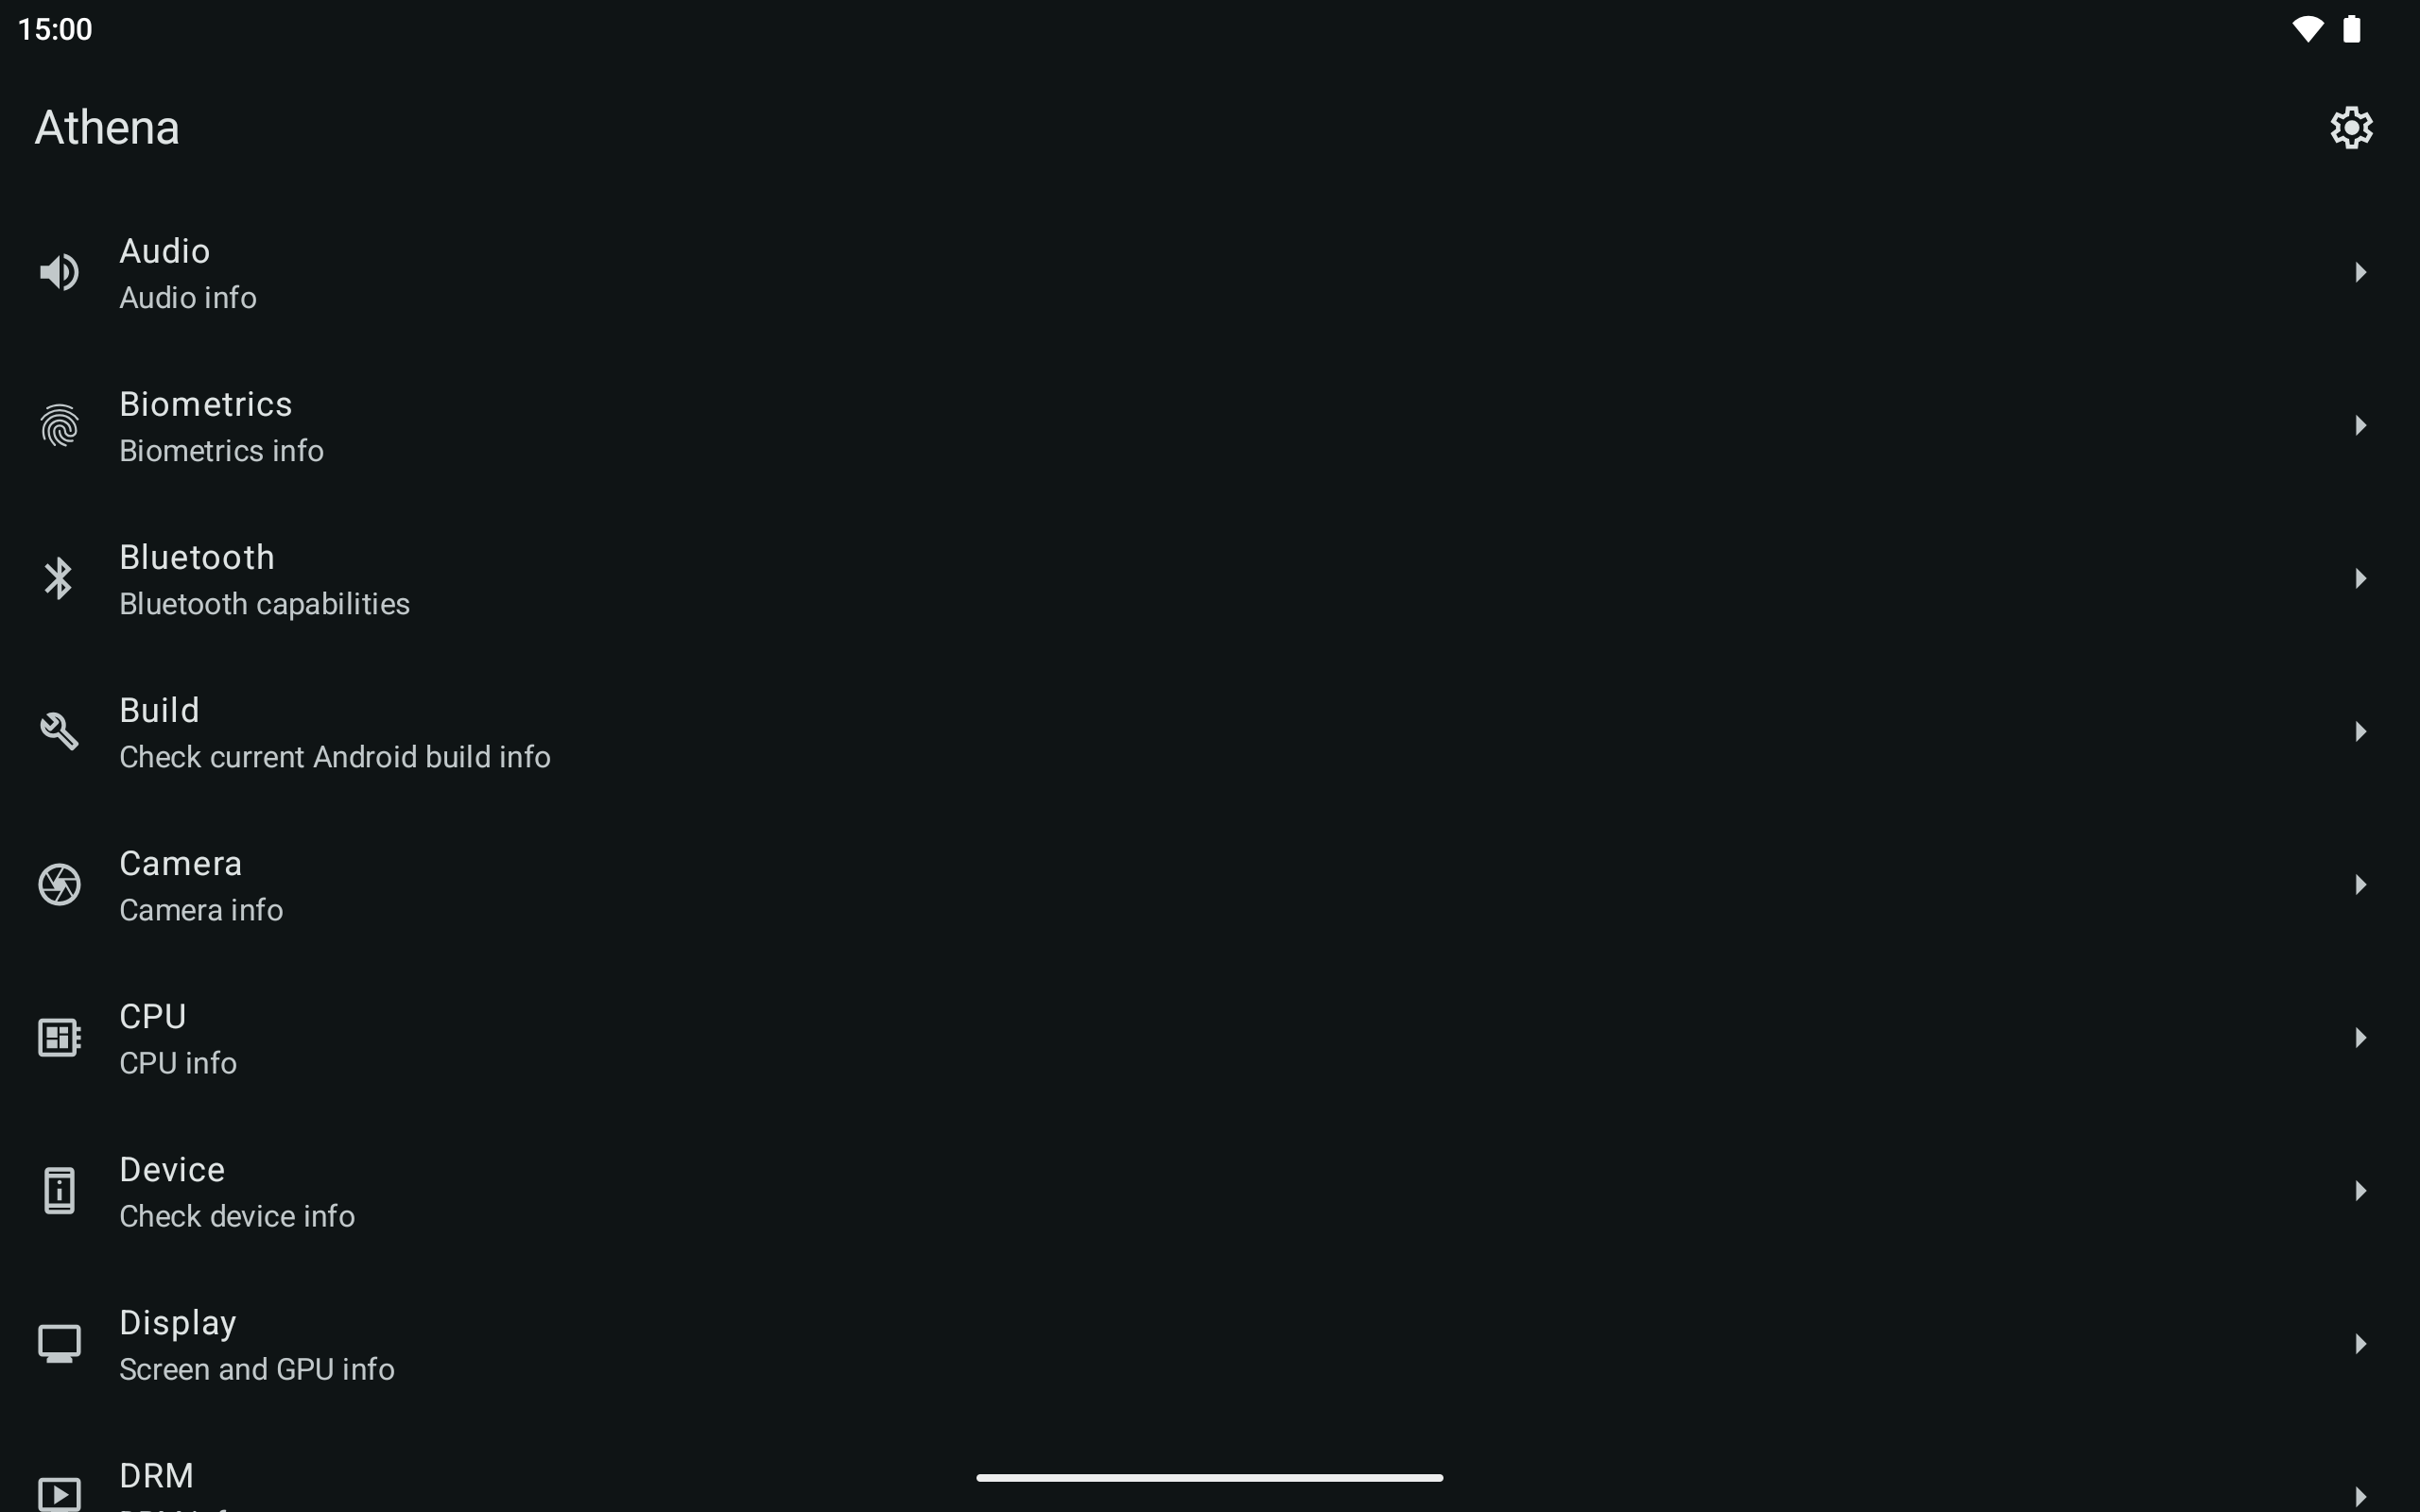 15:00
Athena
Audio
Audio info
Biometrics
Biometrics info
Bluetooth
Bluetooth capabilities
Build
Check current Android build info
Camera
Camera info
CPU
CPU info
Device
Check device info
Display
Screen and GPU info
DRM